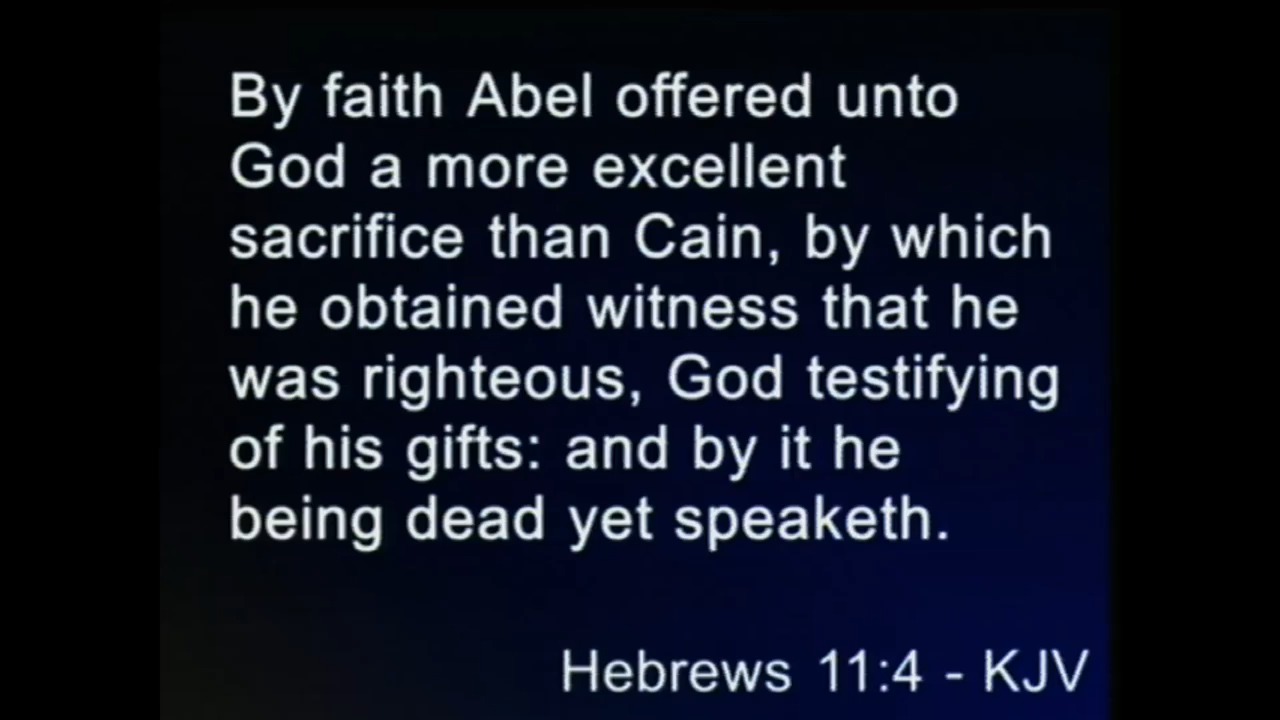 By faith Abel offered unto
God a more excellent
sacrifice than Cain, by which
he obtained witness that he
was righteous, God testifying
of his gifts: and by it he
being dead yet speaketh.
Hebrews 11:4 - KJV